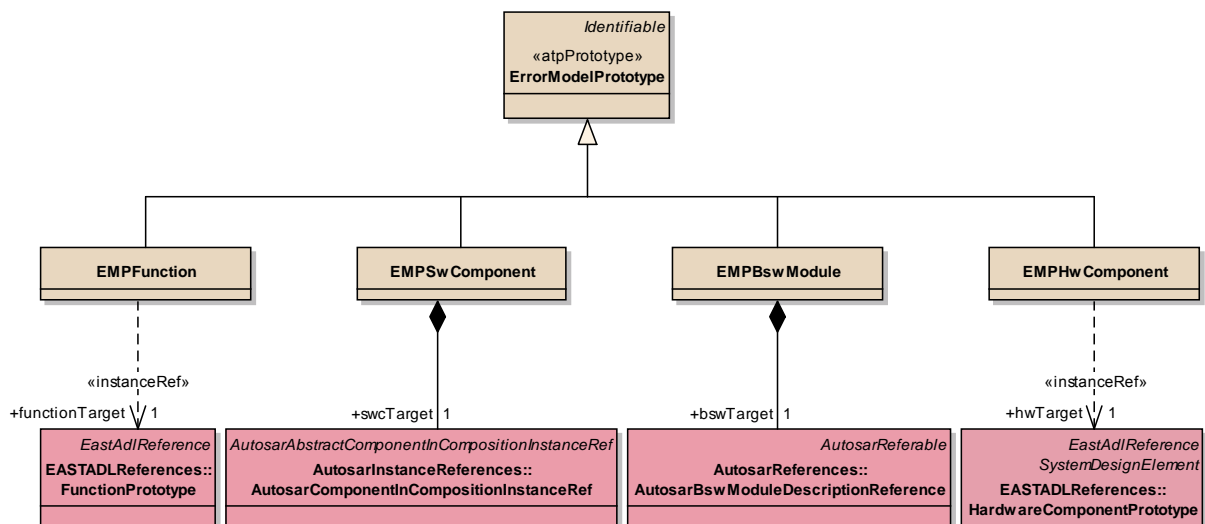 Identifiable
«atpPrototype»
ErrorModelPrototype
EMPFunction
EMPSwComponent
EMPBswModule
EMPHwComponent
«instanceRef»
«instanceRef»
+functionTarget 1
+swcTarget 1
+bswTarget 1
+hwTarget 1
EastAdlReference
EASTADLReferences::
FunctionPrototype
AutosarAbstractComponentInCompositionInstanceRef
AutosarInstanceReferences::
AutosarComponentInCompositionInstanceRef
AutosarReferable
AutosarReferences::
AutosarBswModuleDescriptionReference
EastAdlReference
SystemDesignElement
EASTADLReferences::
HardwareComponentPrototype